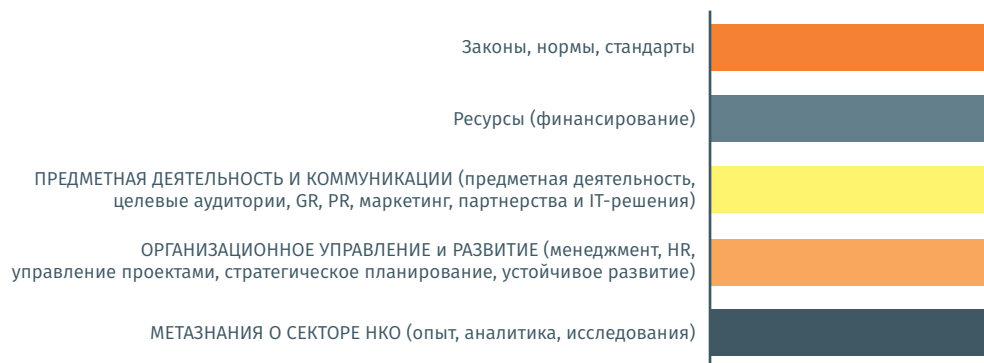 Законы, нормы, стандарты
Ресурсы (финансирование)
ПРЕДМЕТНАЯ ДЕЯТЕЛЬНОСТЬ И КОММУНИКАЦИИ (предметная деятельность,
целевые аудитории, GR, PR, маркетинг, партнерства и IT-решения)
ОРГАНИЗАЦИОННОЕ УПРАВЛЕНИЕ и РАЗВИТИЕ (менеджмент, HR,
управление проектами, стратегическое планирование, устойчивое развитие)
МЕТАЗНАНИЯ О СЕКТОРЕ НКО (опыт, аналитика, исследования)